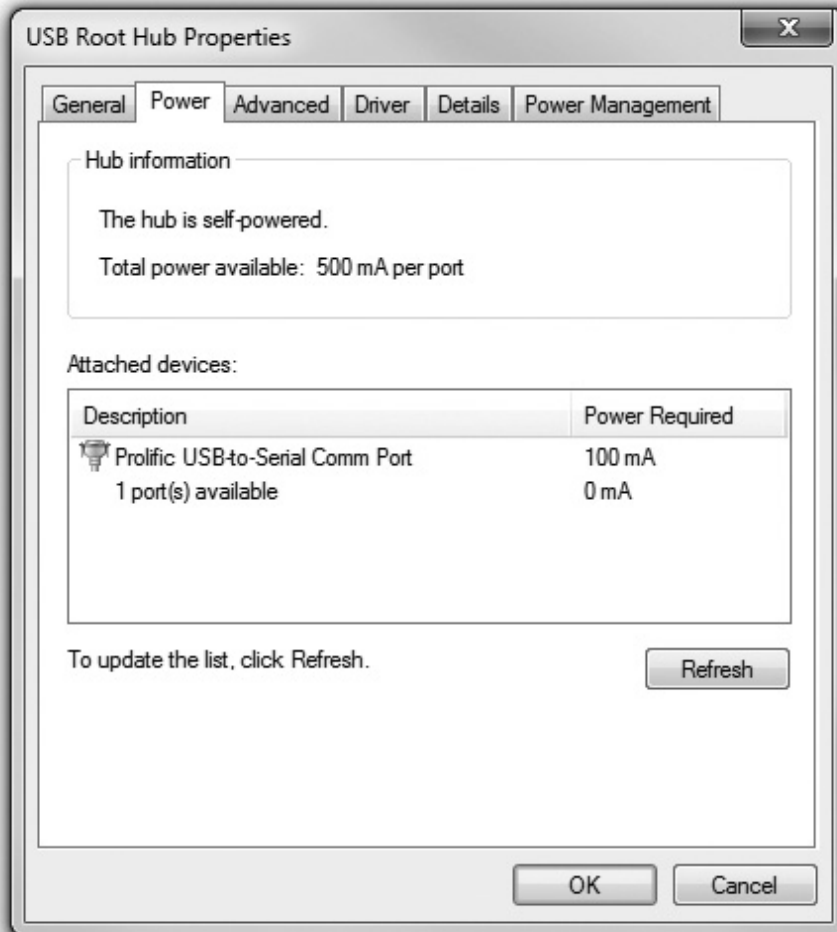 USB Root Hub Properties
X
General Power Advanced Driver Details Power Management
Hub information
The hub is self-powered.
Total power available: 500 mA per port
Attached devices:
Description Power Required
Prolific USB-to-Serial Comm Port 100 mA
1 port(s) available 0 mA
To update the list, click Refresh.
Refresh
OK Cancel